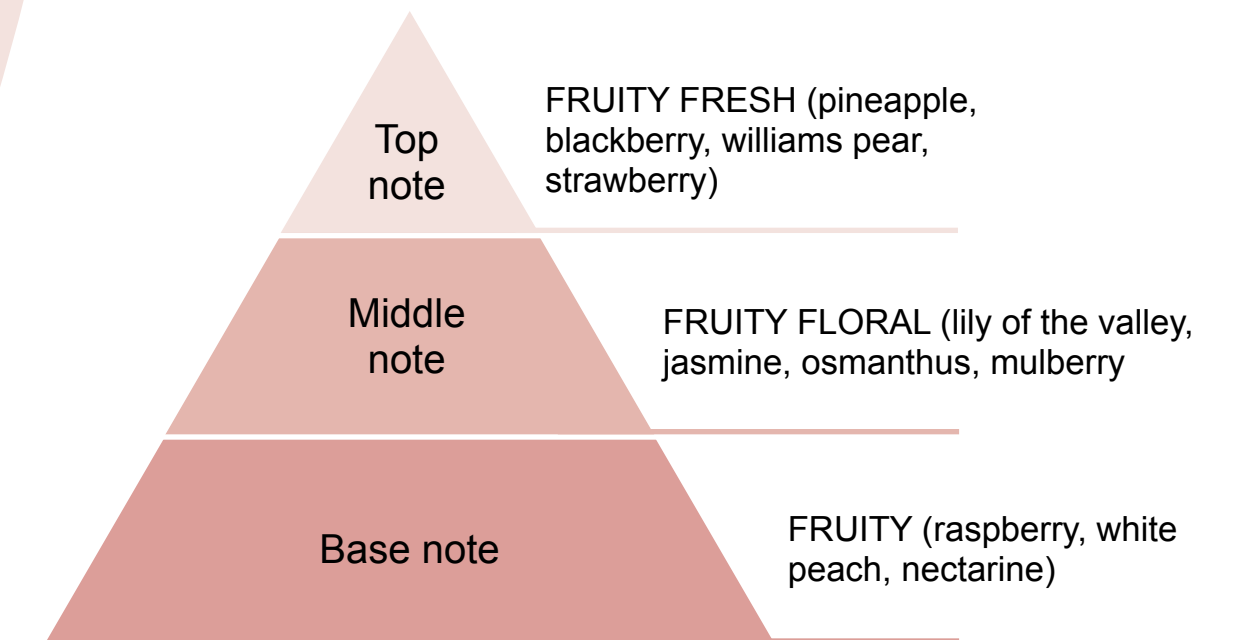 Top
note
FRUITY FRESH (pineapple,
blackberry, williams pear,
strawberry)
Middle
note
FRUITY FLORAL (lily of the valley,
jasmine, osmanthus, mulberry
Base note
FRUITY (raspberry, white
peach, nectarine)